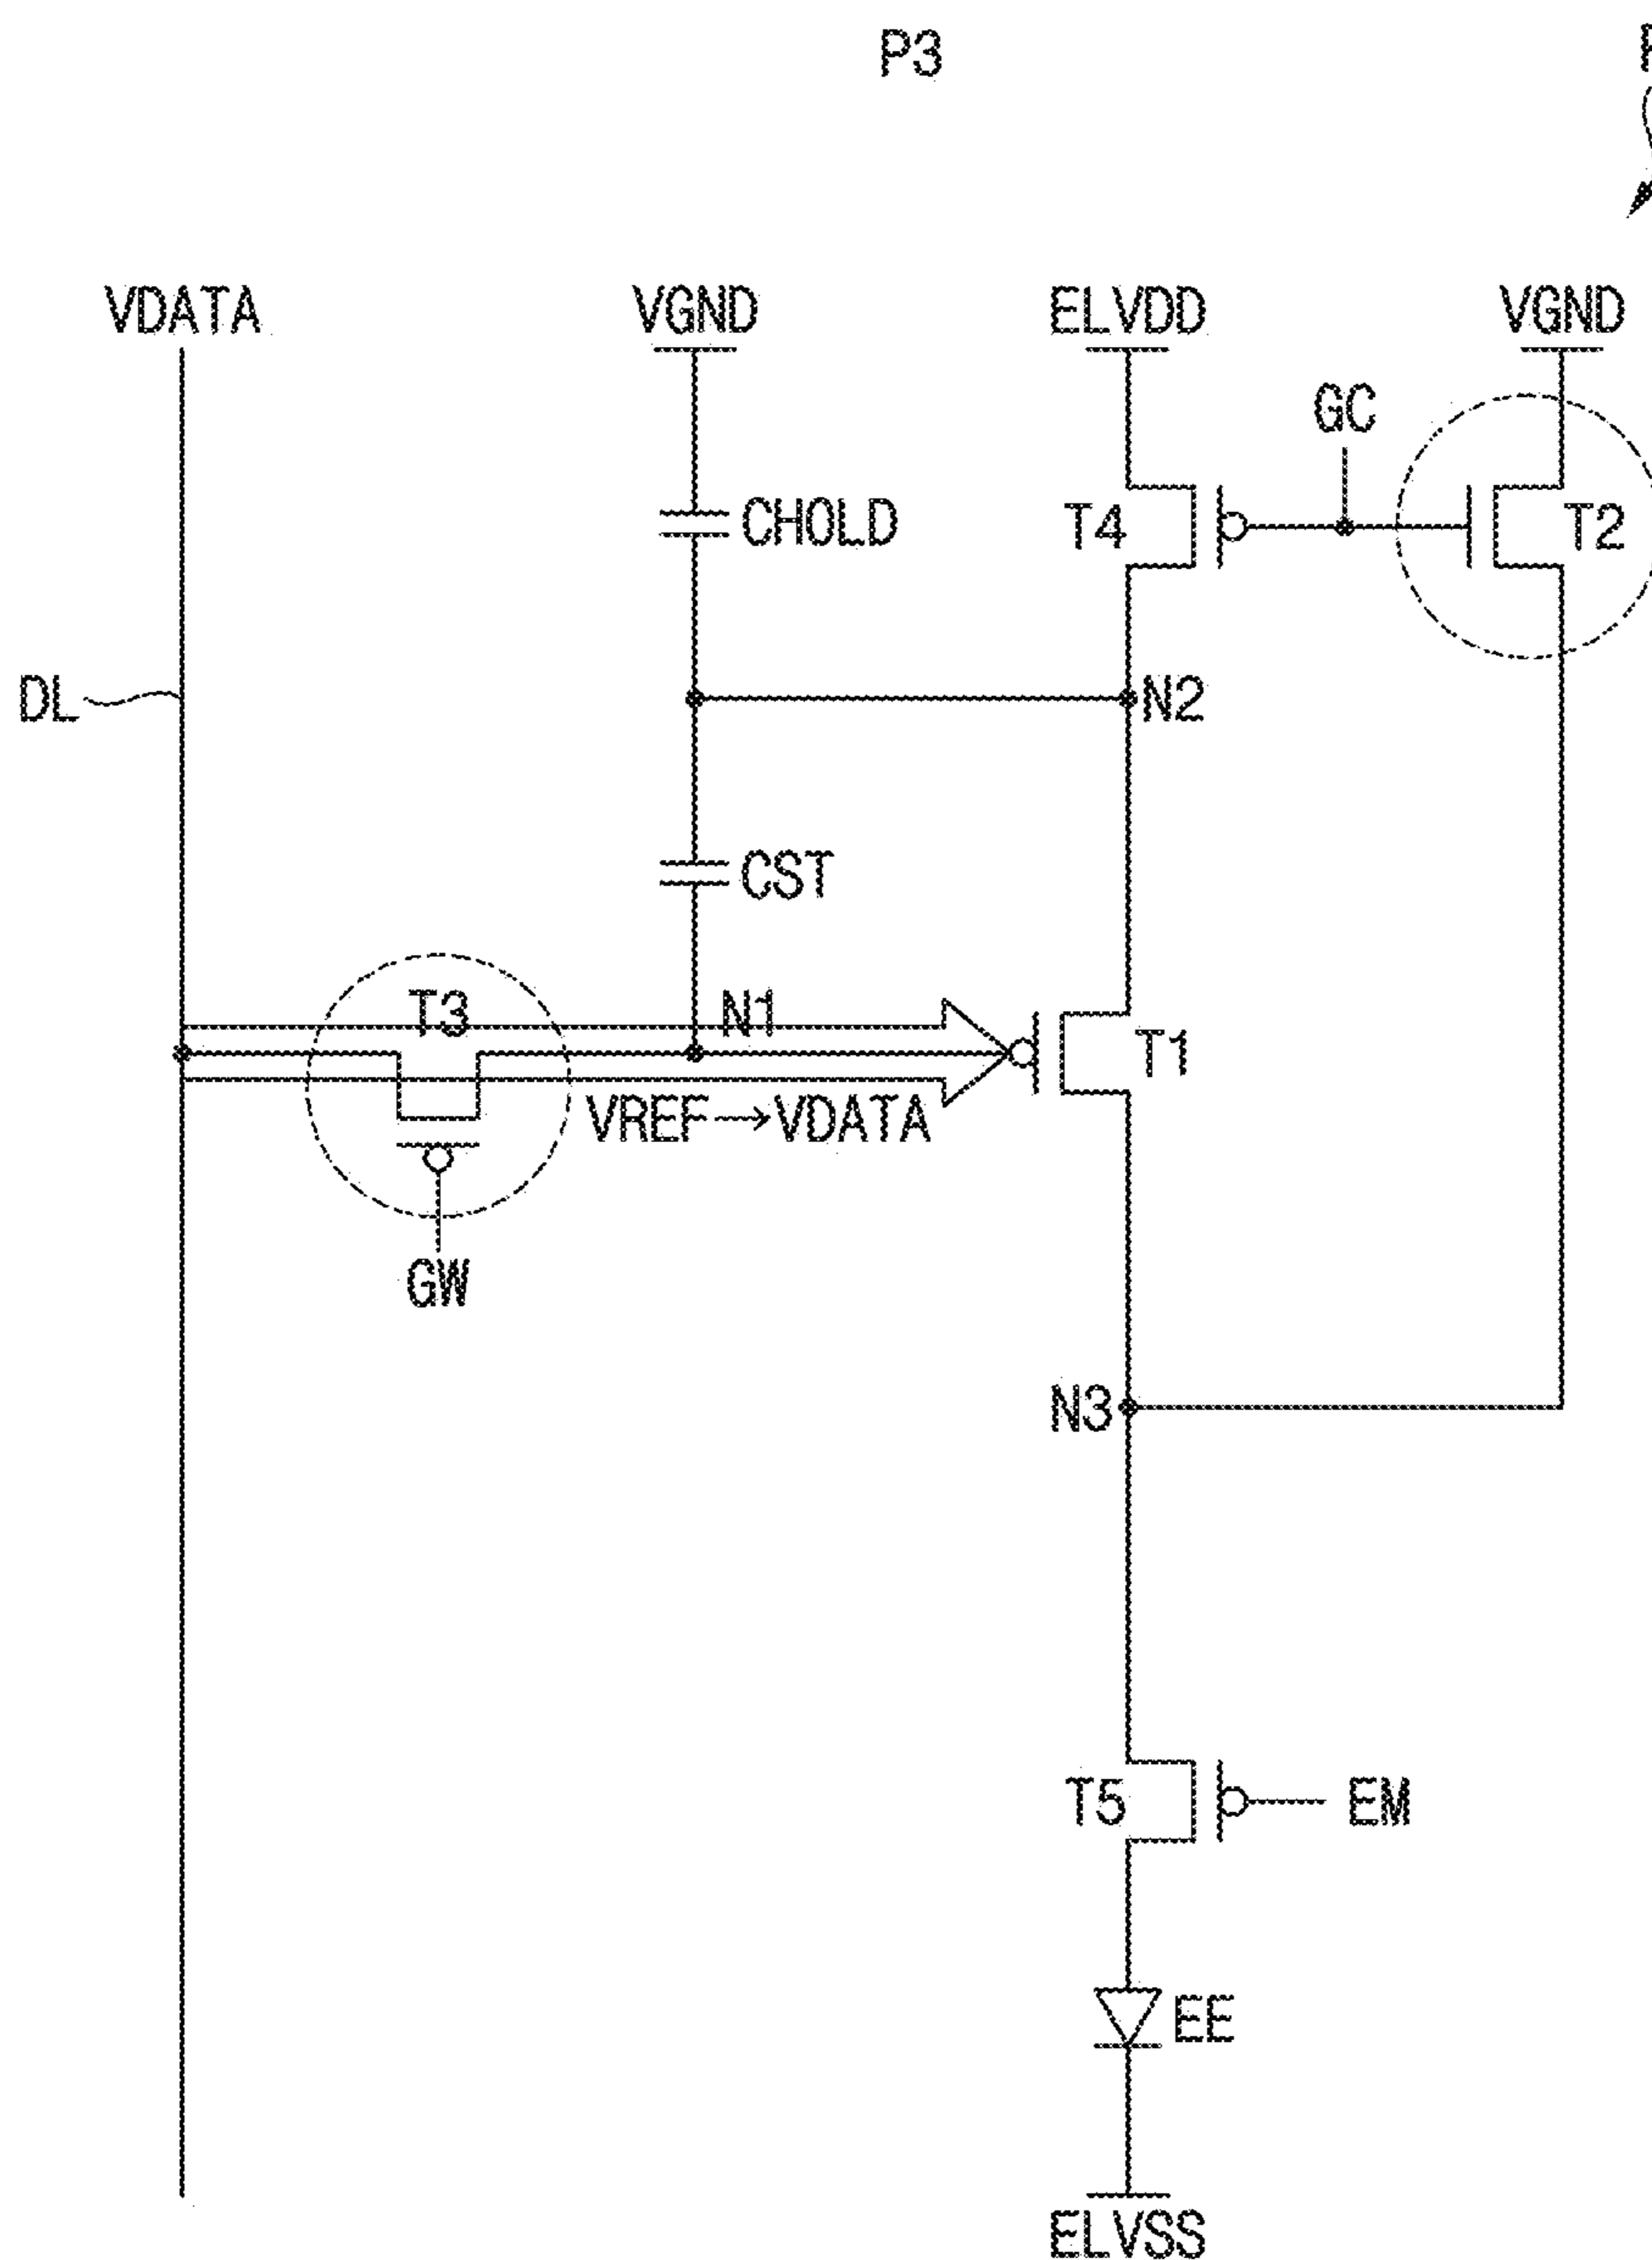 P3
VDATA
VGND
ELVDD
VGND
GC
CHOLD
T4
T2
DL
N2
CST
T3
N1
T1
VREF→VDATA
GW
N3
T5
EM
EE
ELVSS